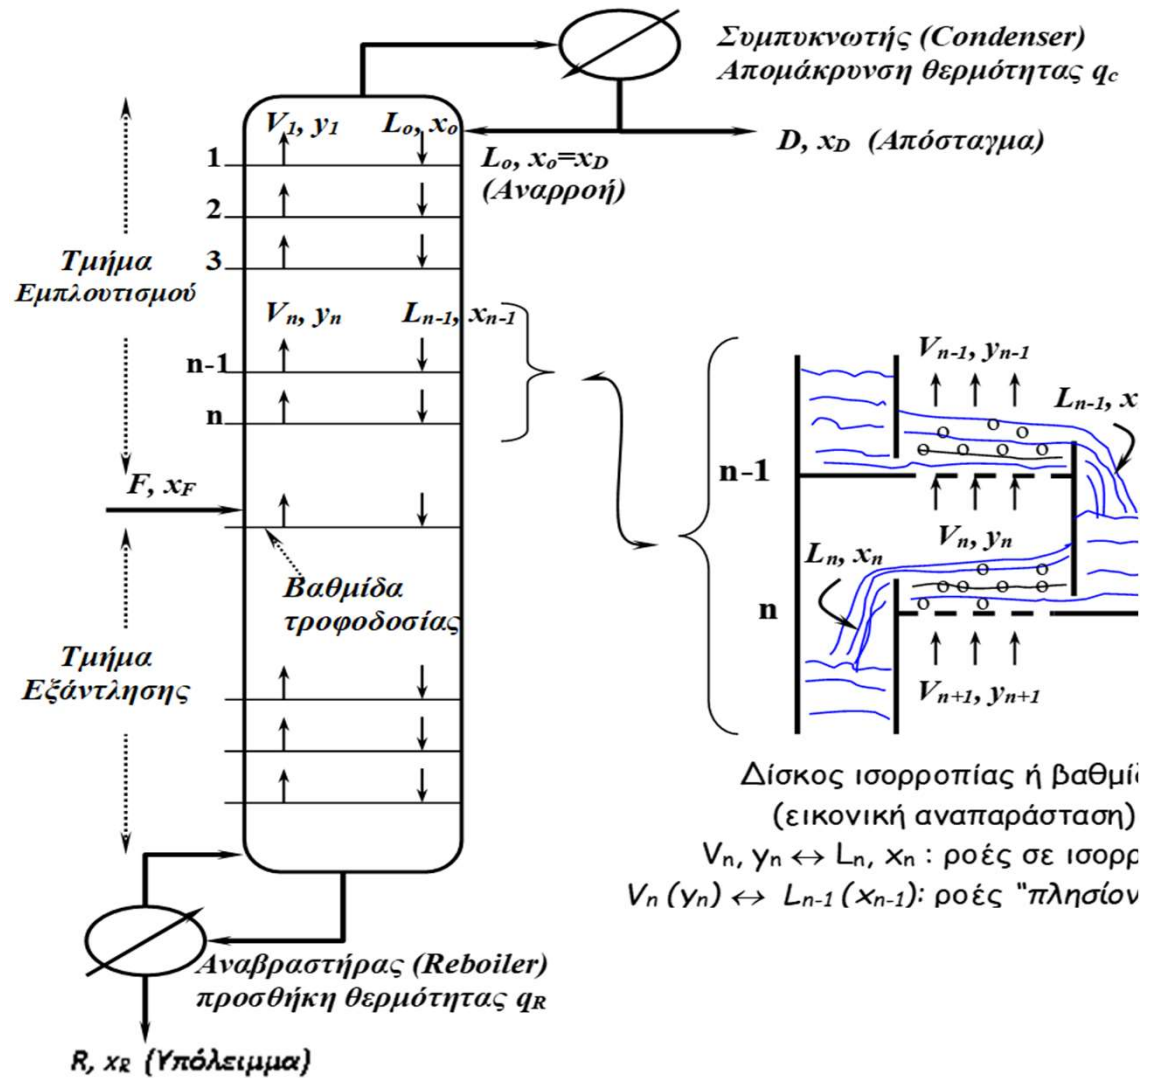 Συμπυκνωτής (Condenser)
Απομάκρυνση θερμότητας qc
V1, y1
Lo, xo
D, xD (Απόσταγμα)
Lo, xo=xD
(Αναρροή)
1
2
3
Τμήμα
Εμπλουτισμού
Vn, yn
Ln-1, xn-1
n-1
n
F, xF
Βαθμίδα
τροφοδοσίας
Τμήμα
Εξάντλησης
Vn-1, yn-1
Ln-1, x
n-1
Vn, yn
Ln, xn
n
Vn+1, yn+1
Δίσκος ισορροπίας ή
(εικονική αναπαράσταση)
Vn, yn ↔ Ln, xn : ροές σε
Vn (yn) ↔ Ln-1 (xn-1): ροές
Αναβραστήρας (Reboiler)
προσθήκη θερμότητας qR
R, xR (Υπόλειμμα)